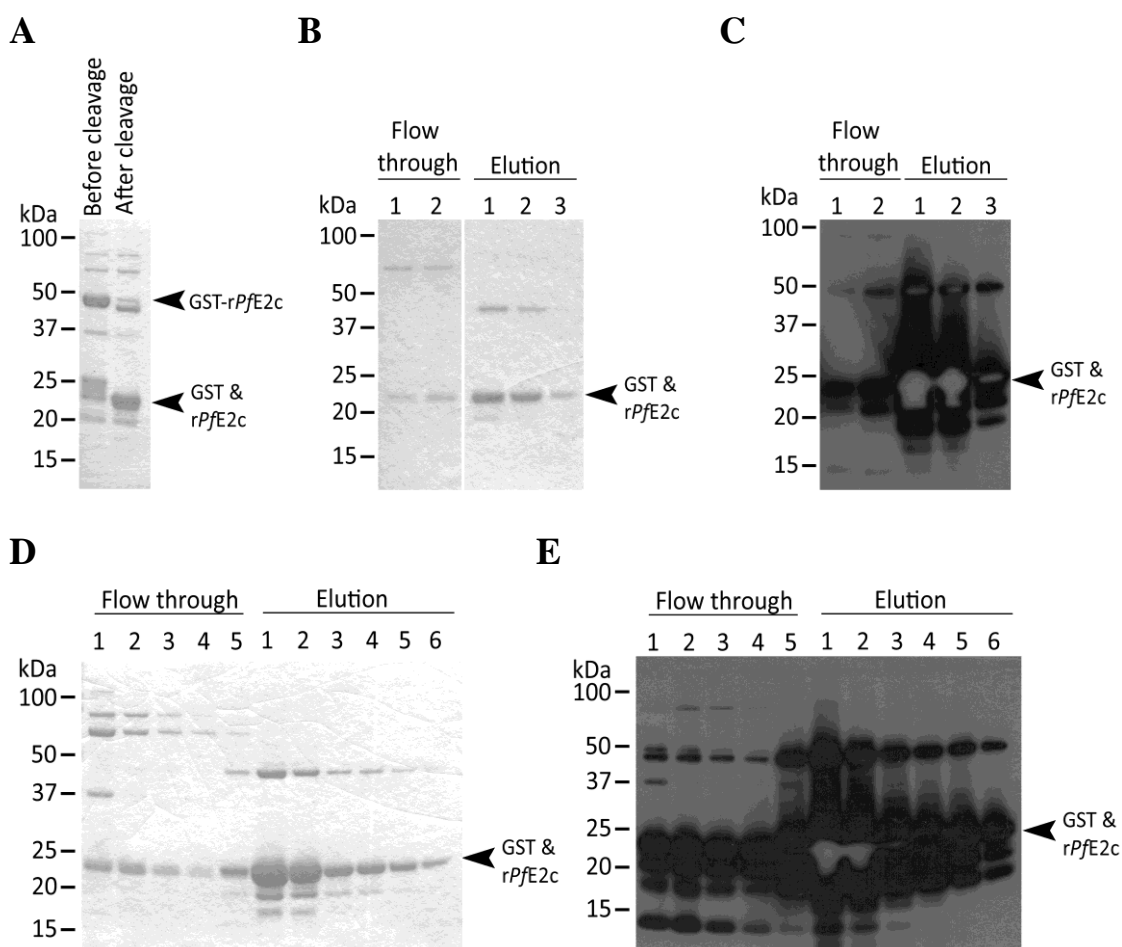 A
Before cleavage
After cleavage
kDa
100
50
37
25
20
15
GST-rPfE2c
GST &
rPfE2c
B
Flow
through
Elution
kDa
1 2 1 2 3
100
50
37
25
20
15
GST &
rPfE2c
C
Flow
through
Elution
kDa
1 2 1 2 3
100
50
37
25
20
15
GST &
rPfE2c
D
Flow through Elution
1 2 3 4 5 1 2 3 4 5 6
kDa
100
50
37
25
20
15
GST &
rPfE2c
E
Flow through Elution
1 2 3 4 5 1 2 3 4 5 6
kDa
100
50
37
25
20
15
GST &
rPfE2c